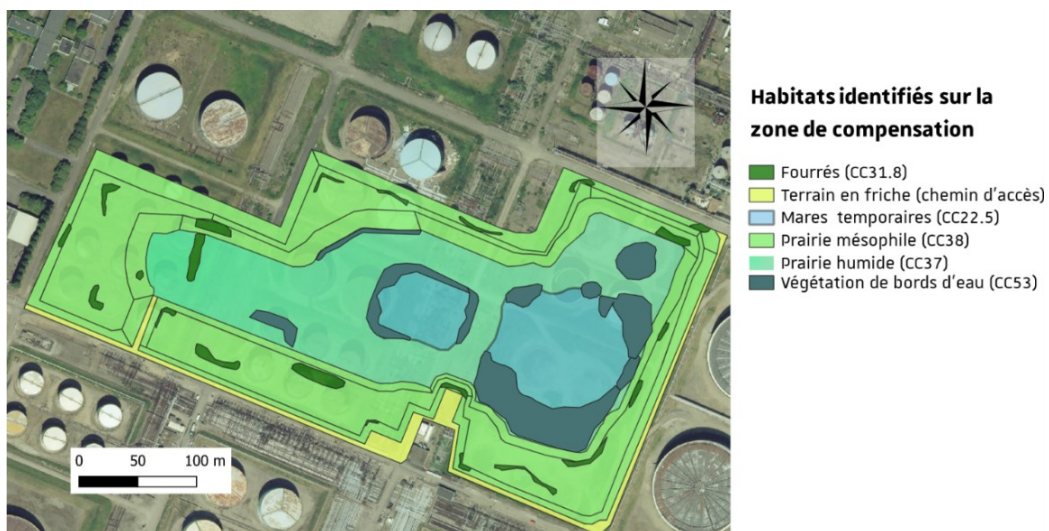 Habitats identifiés sur la
zone de compensation
Fourrés (CC31.8)
Terrain en friche (chemin d'accès)
Mares temporaires (CC22.5)
Prairie mésophile (CC38)
Prairie humide (CC37)
Végétation de bords d'eau (CC53)
0 50 100 m